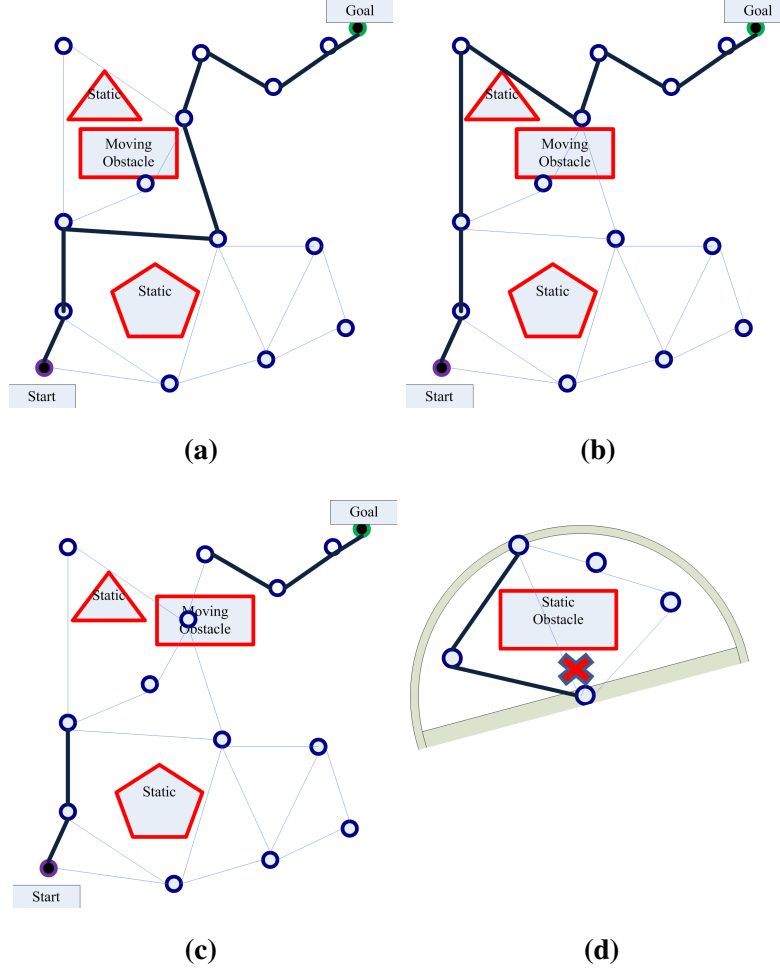 Goal
Static
Moving
Obstacle
Static
Start
(a)
Goal
Static
Moving
Obstacle
Static
Start
(b)
Goal
Static
Moving
Obstacle
Static
Start
(c)
Static
Obstacle
(d)